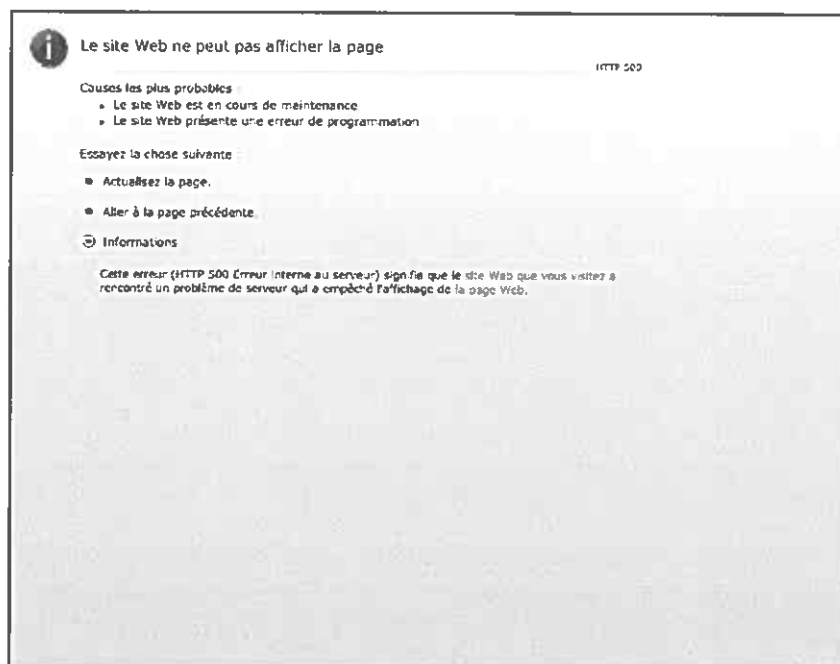 Le site Web ne peut pas afficher la page
HTTP 500
Causes les plus probables :
• Le site Web est en cours de maintenance
• Le site Web présente une erreur de programmation
Essayez la chose suivante :
• Actualisez la page.
• Aller à la page précédente.
Informations
Cette erreur (HTTP 500 Erreur interne au serveur) signifie que le site Web que vous visitez a
rencontré un problème de serveur qui a empêché l'affichage de la page Web.